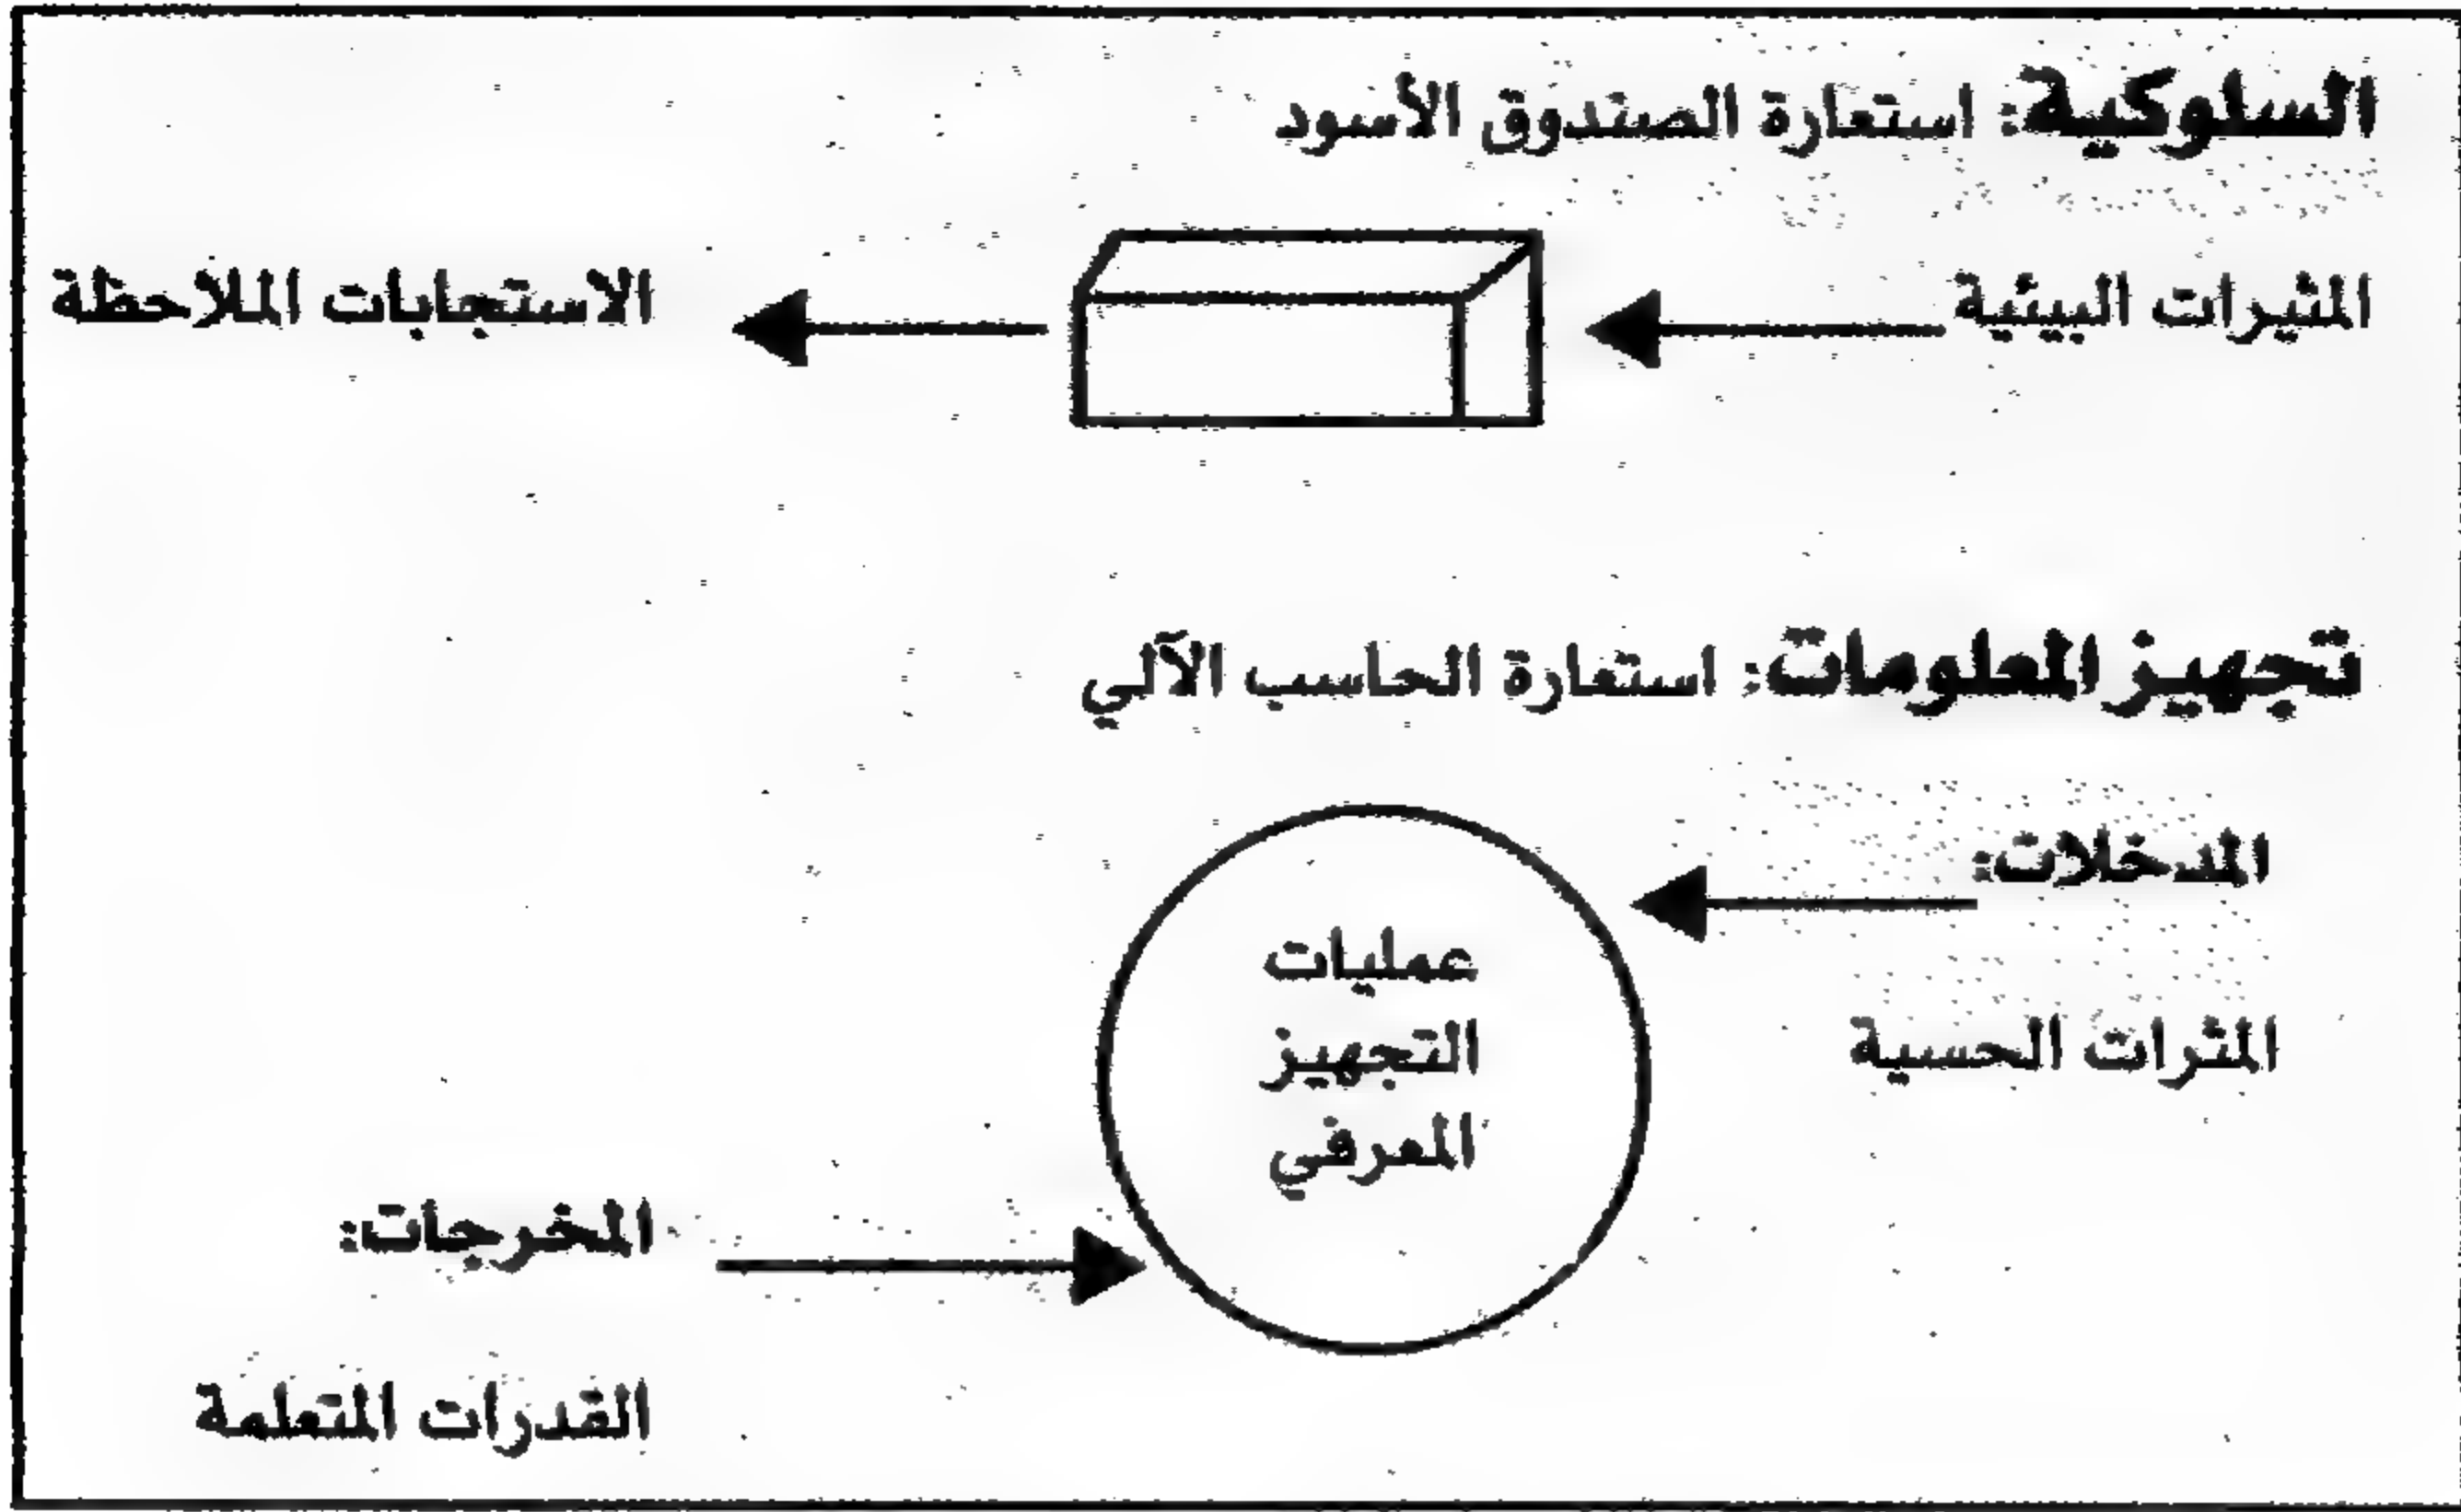 السلوكية: استعارة الصندوق الأسود
المثيرات البيئية
الاستجابات الملاحظة
تجهيز المعلومات: استعارة الحاسب الآلي
المدخلات:
المثرات الحسية
عمليات
التجهيز
المعرفي
المخرجات:
القدرات المتعلمة